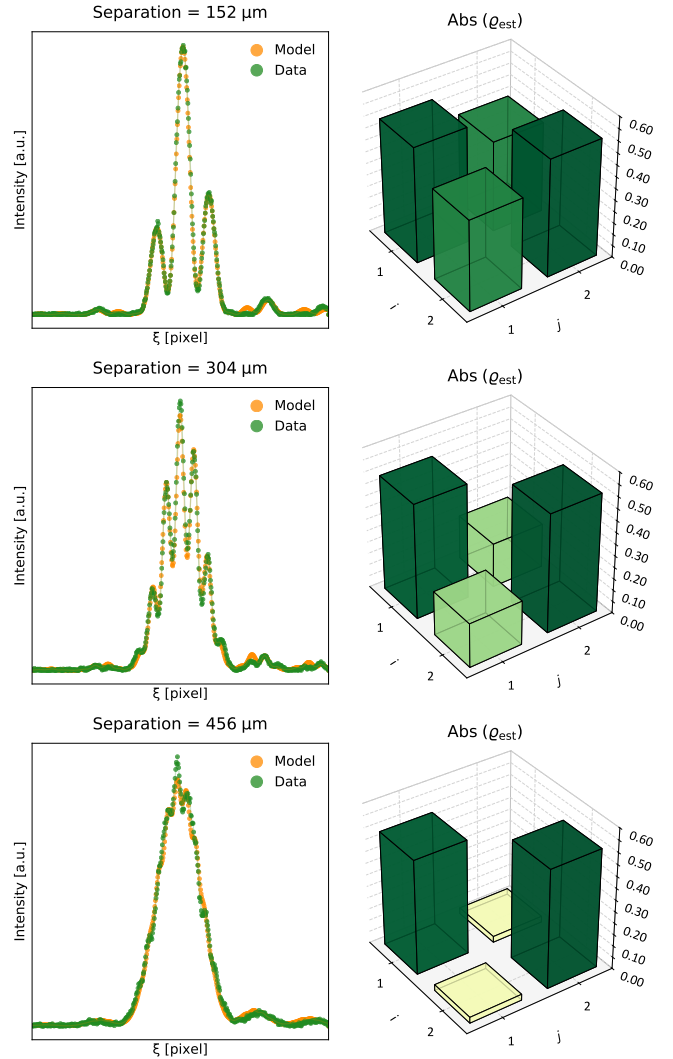 Separation = 152 μm
Model
Data
Intensity [a.u.]
ξ [pixel]
Abs (ϱest)
0.60
0.50
0.40
0.30
0.20
0.10
0.00
1
2
i
1
2
j
Separation = 304 μm
Model
Data
Intensity [a.u.]
ξ [pixel]
Abs (ϱest)
0.60
0.50
0.40
0.30
0.20
0.10
0.00
1
2
i
1
2
j
Separation = 456 μm
Model
Data
Intensity [a.u.]
ξ [pixel]
Abs (ϱest)
0.60
0.50
0.40
0.30
0.20
0.10
0.00
1
2
i
1
2
j